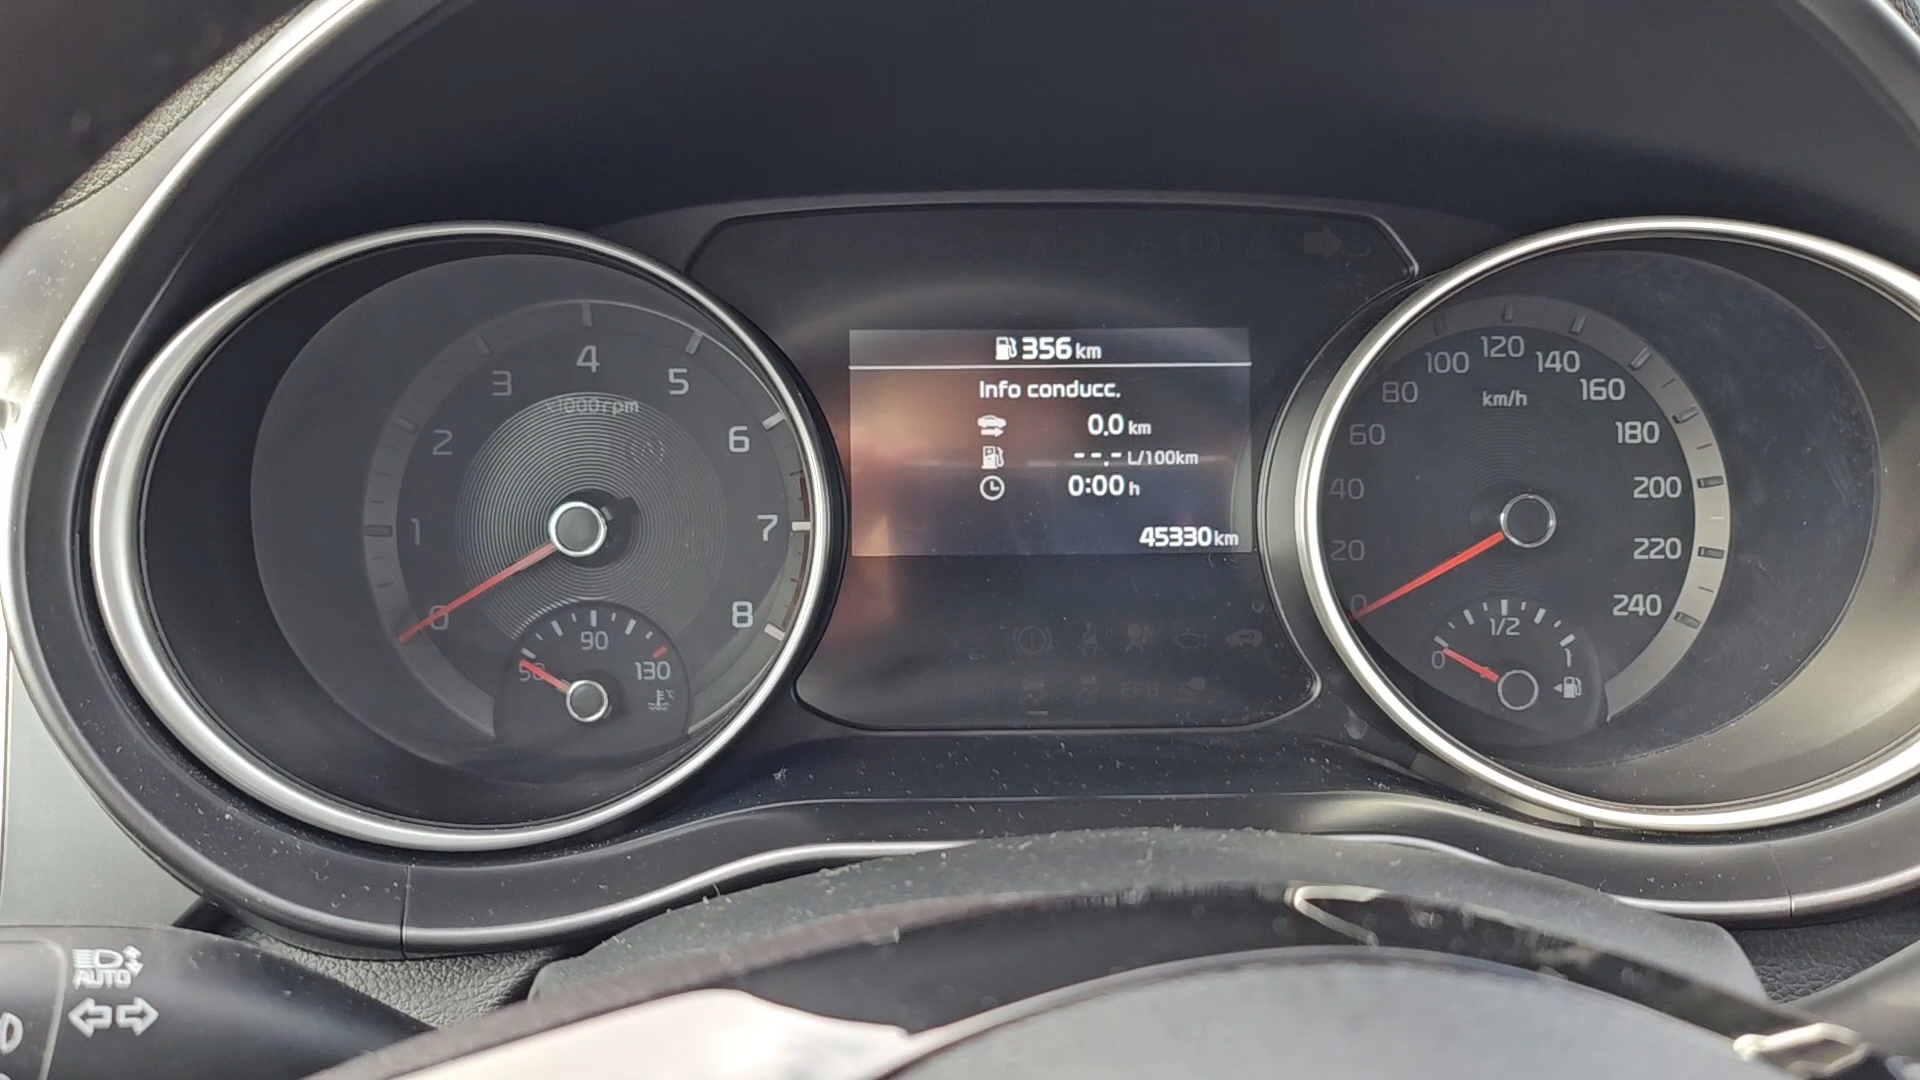 356 km
Info conducc.
0.0 km
--.- L/100km
0:00 h
45330 km
0
1
2
3
4
5
6
7
8
x1000rpm
50
90
130
°C
0
20
40
60
80
100
120
140
160
180
200
220
240
km/h
0
1/2
1
EPB
AUTO